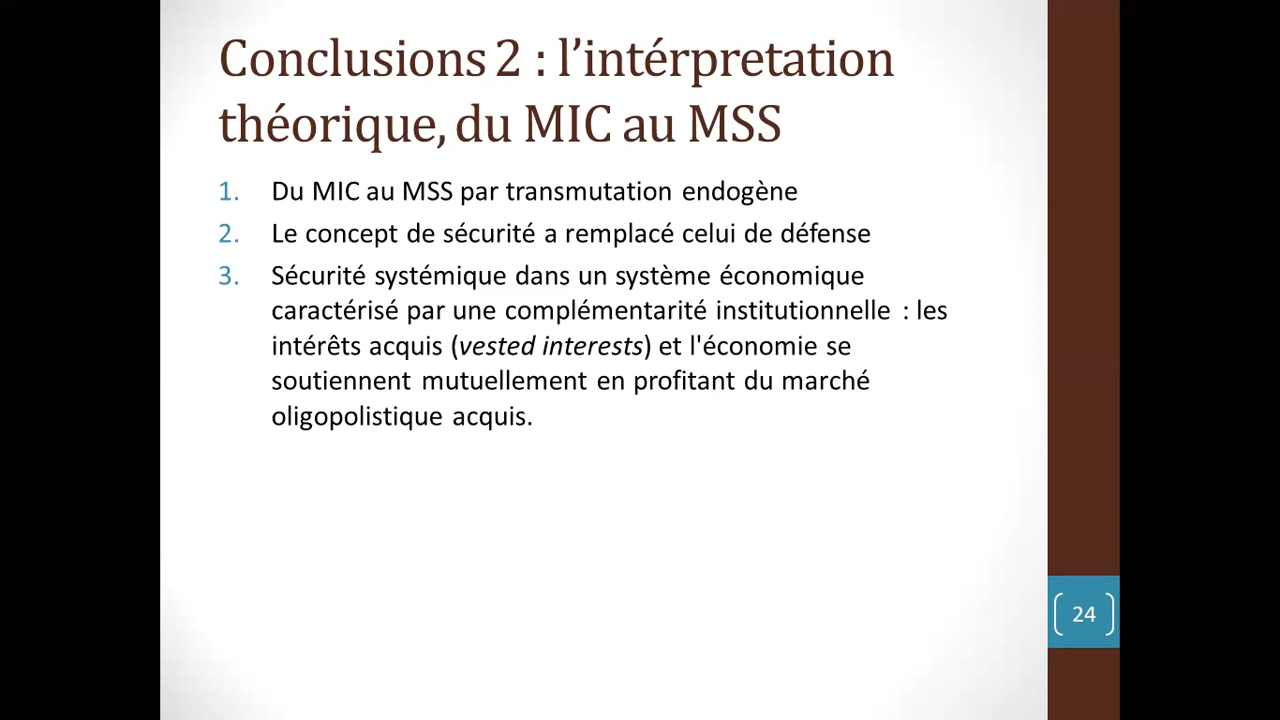 Conclusions 2 : l’intérpretation
théorique, du MIC au MSS
1. Du MIC au MSS par transmutation endogène
2. Le concept de sécurité a remplacé celui de défense
3. Sécurité systémique dans un système économique
caractérisé par une complémentarité institutionnelle : les
intérêts acquis (vested interests) et l'économie se
soutiennent mutuellement en profitant du marché
oligopolistique acquis.
24